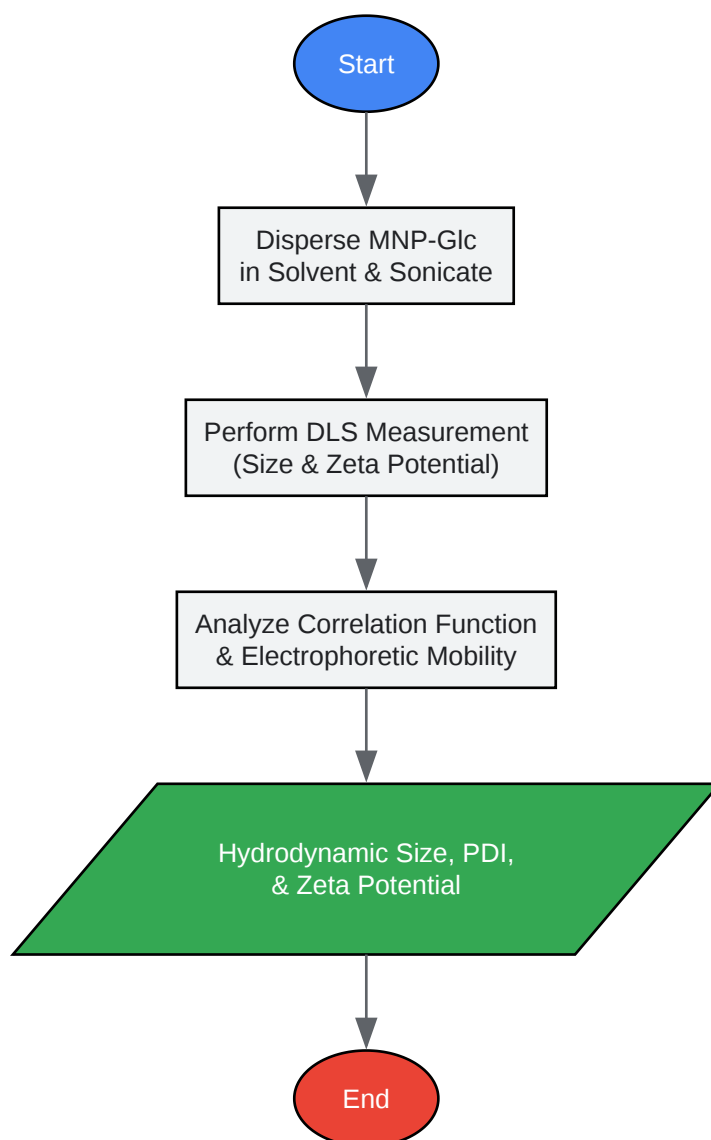 Start
Disperse MNP-Glc
in Solvent & Sonicate
Perform DLS Measurement
(Size & Zeta Potential)
Analyze Correlation Function
& Electrophoretic Mobility
Hydrodynamic Size, PDI,
& Zeta Potential
End